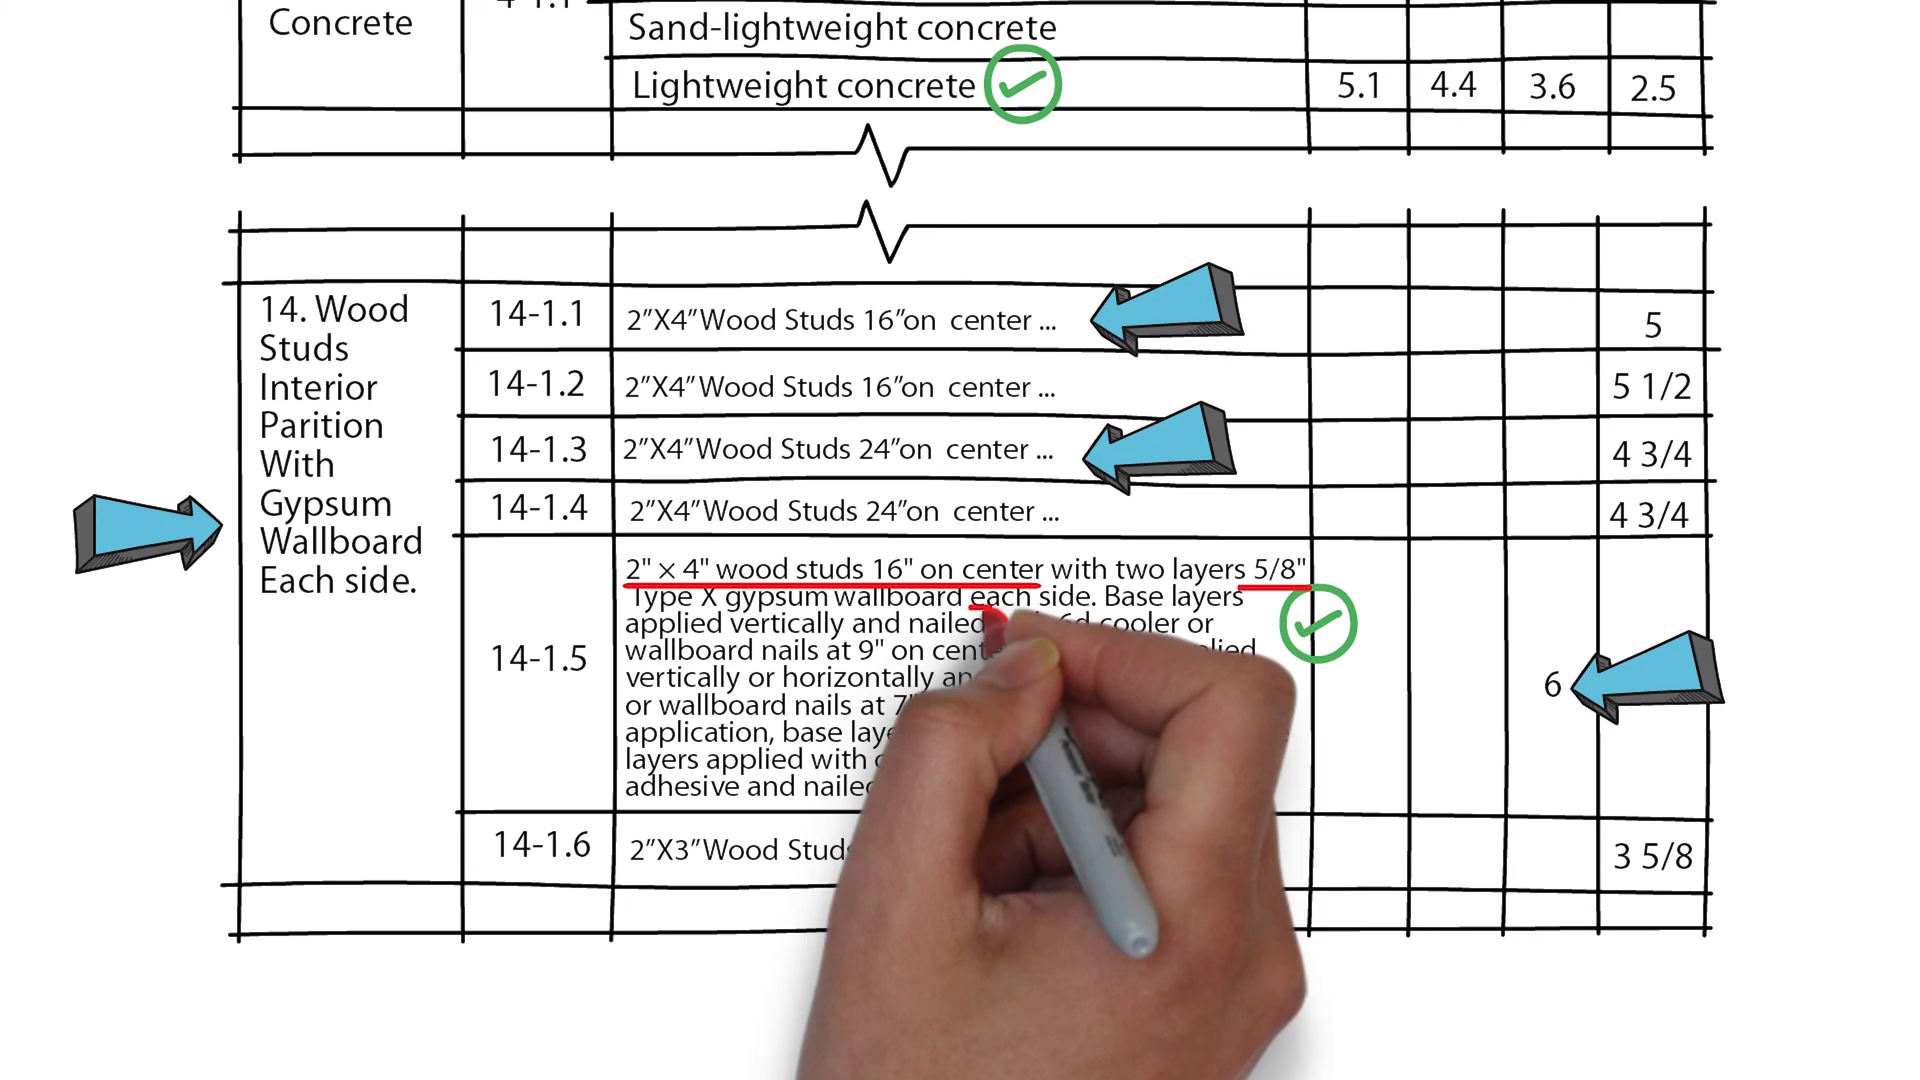 Concrete
4-1.1
Sand-lightweight concrete
Lightweight concrete
5.1
4.4
3.6
2.5
14. Wood
Studs
Interior
Parition
With
Gypsum
Wallboard
Each side.
14-1.1
2”X4”Wood Studs 16”on center ...
5
14-1.2
2”X4”Wood Studs 16”on center ...
5 1/2
14-1.3
2”X4”Wood Studs 24”on center ...
4 3/4
14-1.4
2”X4”Wood Studs 24”on center ...
4 3/4
14-1.5
2" × 4" wood studs 16" on center with two layers 5/8"
Type X gypsum wallboard each side. Base layers
applied vertically and nailed 6d cooler or
wallboard nails at 9" on
vertically or horizontally
or wallboard nails at
application, base
layers applied with
adhesive and
6
14-1.6
2”X3”Wood
3 5/8